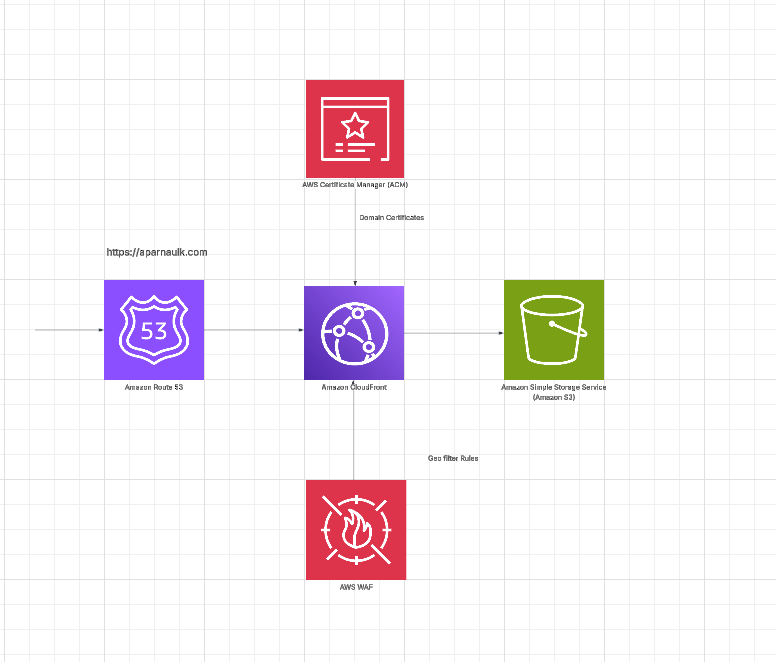 AWS Certificate Manager (ACM)
Domain Certificates
https://aparnaulk.com
53
Amazon Route 53
Amazon CloudFront
Amazon Simple Storage Service
(Amazon S3)
Geo filter Rules
AWS WAF